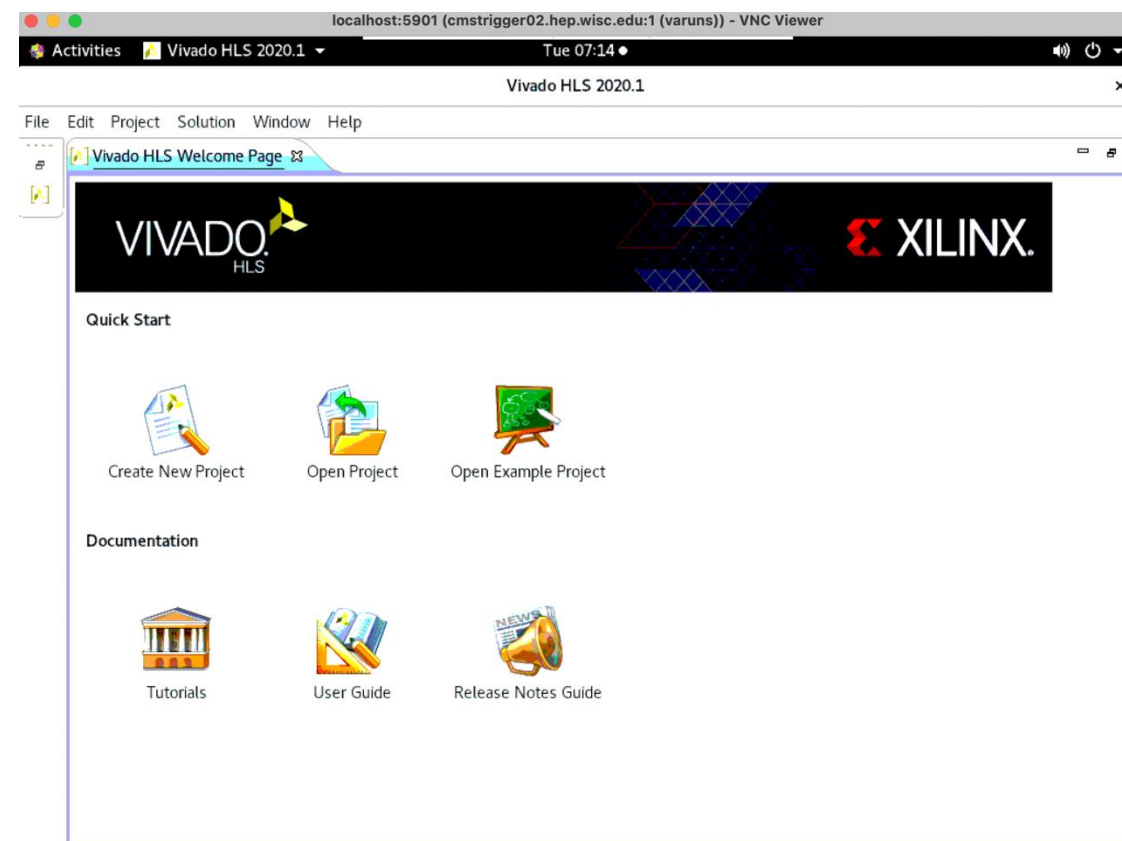 localhost:5901 (cmstrigger02.hep.wisc.edu:1 (varuns)) - VNC Viewer
Activities Vivado HLS 2020.1 Tue 07:14
Vivado HLS 2020.1
File Edit Project Solution Window Help
Vivado HLS Welcome Page
VIVADO. XILINX.
HLS
Quick Start
Create New Project Open Project Open Example Project
Documentation
NEWS
Tutorials User Guide Release Notes Guide